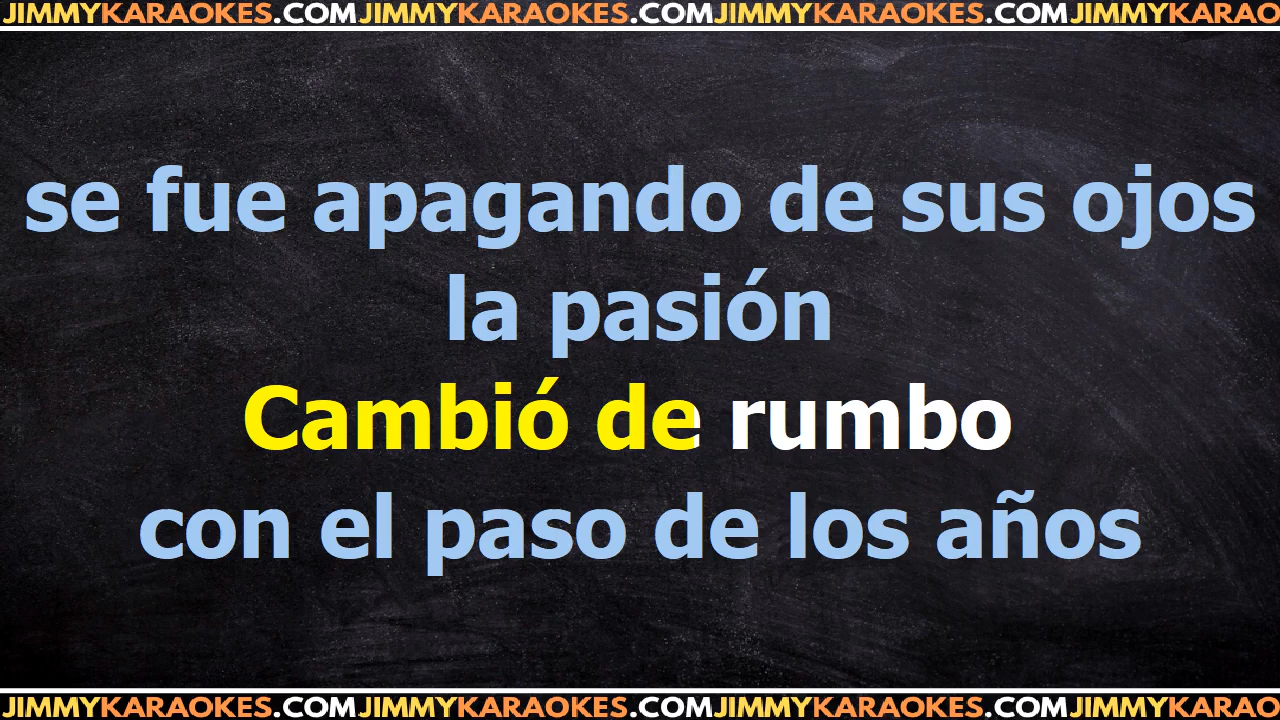 JIMMYKARAOKES.COMJIMMYKARAOKES.COMJIMMYKARAOKES.COMJIMMYKARAO
se fue apagando de sus ojos
la pasión
Cambió de rumbo
con el paso de los años
JIMMYKARAOKES.COMJIMMYKARAOKES.COMJIMMYKARAOKES.COMJIMMYKARAO